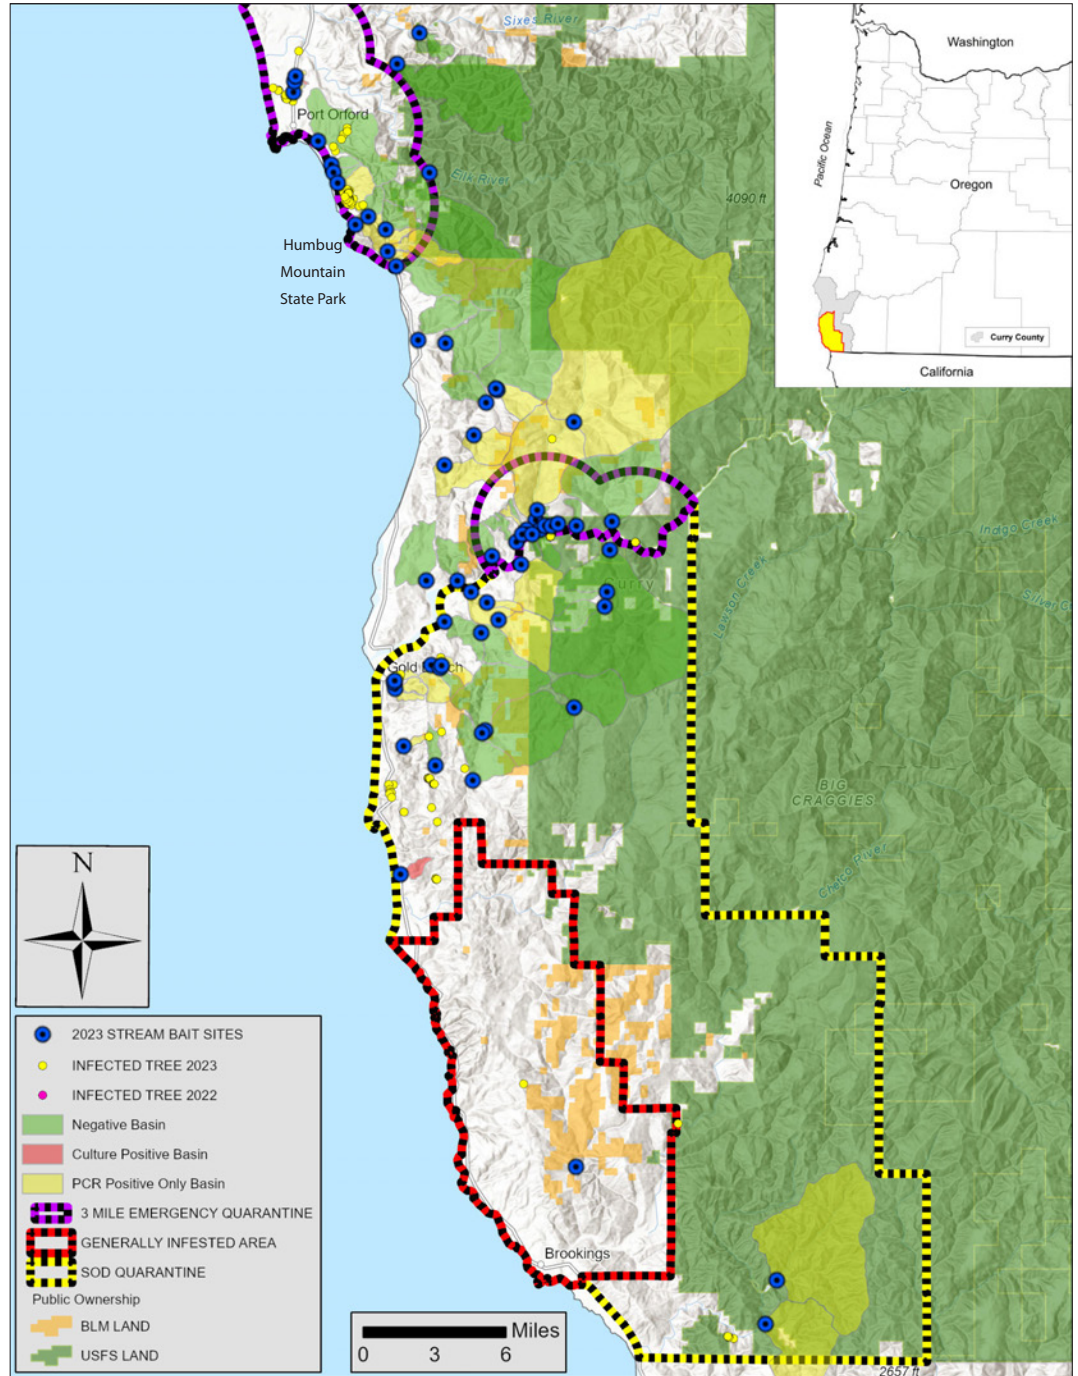 Sixes River
Washington
Port Orford
Pacific Ocean
Elk River
Oregon
4090 ft
Humbug
Mountain
State Park
Curry County
California
Indigo Creek
Lawson Creek
Curry
Gold Beach
BIG
CRAGGIES
Chetco River
N
2023 STREAM BAIT SITES
INFECTED TREE 2023
INFECTED TREE 2022
Negative Basin
Culture Positive Basin
PCR Positive Only Basin
3 MILE EMERGENCY QUARANTINE
GENERALLY INFESTED AREA
SOD QUARANTINE
Brookings
Public Ownership
BLM LAND
USFS LAND
Miles
0 3 6
2657 ft